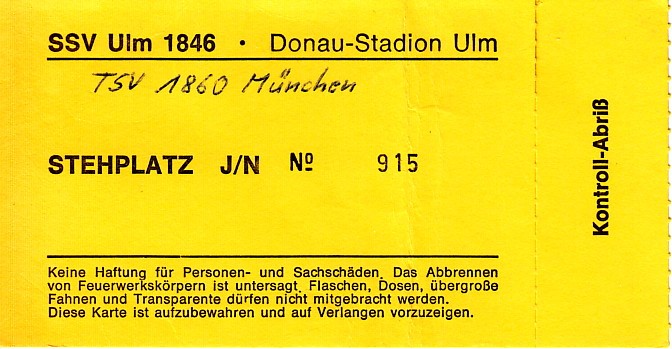 SSV Ulm 1846 · Donau-Stadion Ulm
TSV 1860 München
STEHPLATZ J/N Nº 915
Keine Haftung für Personen- und Sachschäden. Das Abbrennen
von Feuerwerkskörpern ist untersagt. Flaschen, Dosen, übergroße
Fahnen und Transparente dürfen nicht mitgebracht werden.
Diese Karte ist aufzubewahren und auf Verlangen vorzuzeigen.
Kontroll-Abriß